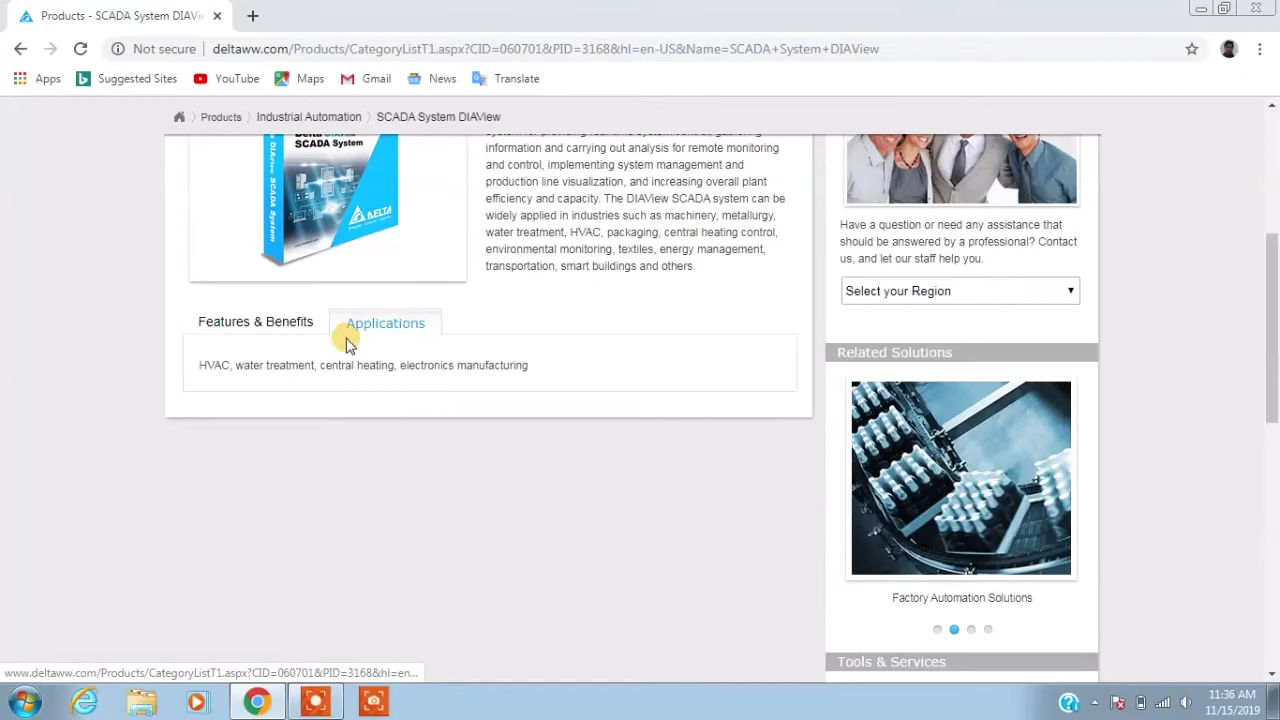 Products - SCADA System DIAVi
Not secure
deltaww.com/Products/CategoryListT1.aspx?CID=060701&PID=3168&hl=en-US&Name=SCADA+System+DIAView
Apps
Suggested Sites
YouTube
Maps
Gmail
News
Translate
Products
Industrial Automation
SCADA System DIAView
SCADA System
DIAView SCADA System
DELTA
information and carrying out analysis for remote monitoring
and control, implementing system management and
production line visualization, and increasing overall plant
efficiency and capacity. The DIAView SCADA system can be
widely applied in industries such as machinery, metallurgy,
water treatment, HVAC, packaging, central heating control,
environmental monitoring, textiles, energy management,
transportation, smart buildings and others.
Have a question or need any assistance that
should be answered by a professional? Contact
us, and let our staff help you.
Select your Region
Features & Benefits
Applications
HVAC, water treatment, central heating, electronics manufacturing
Related Solutions
Factory Automation Solutions
Tools & Services
www.deltaww.com/Products/CategoryListT1.aspx?CID=060701&PID=3168&hl=en...
11:36 AM
11/15/2019